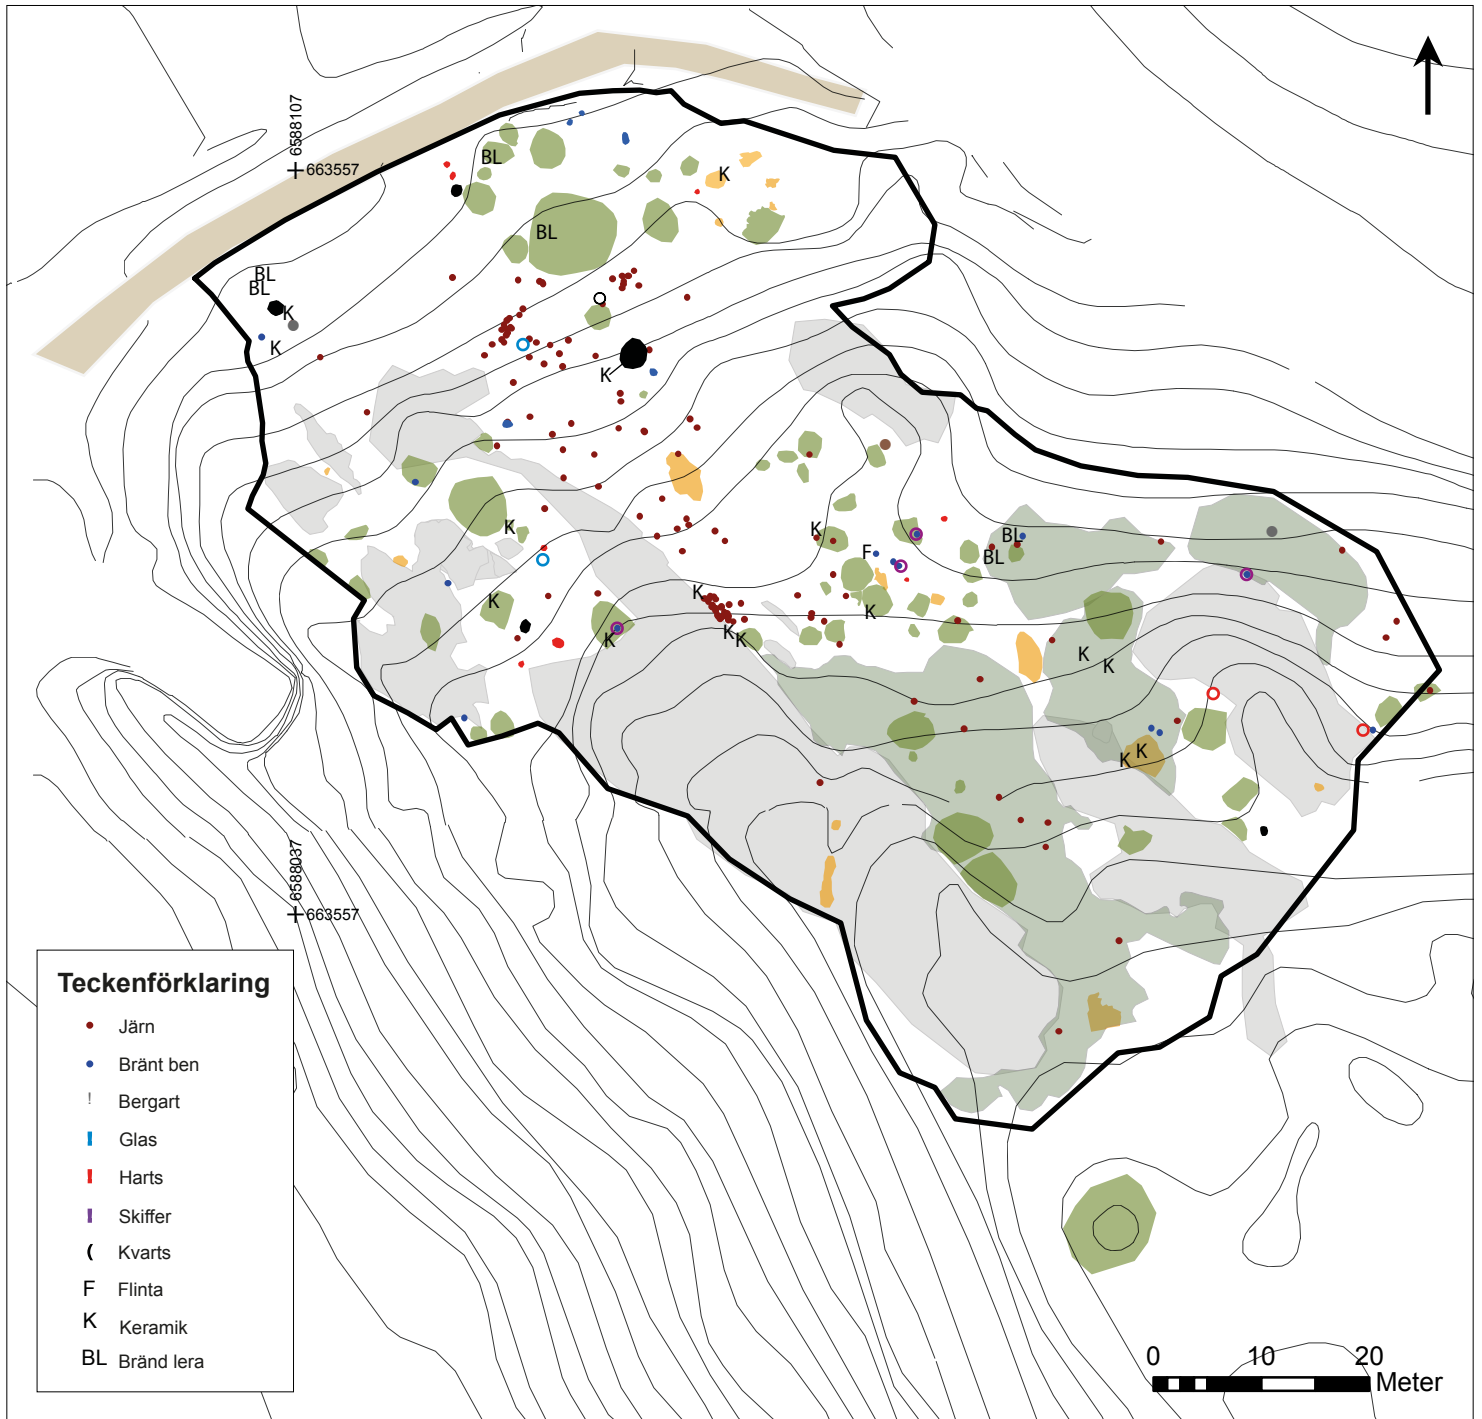 6588107
663557
BL
K
BL
BL
BL
K
K
K
K
K
BL
F
BL
K
K
K
K
K
K
K
K
K
K
6588037
663557
Teckenförklaring
Järn
Bränt ben
Bergart
Glas
Harts
Skiffer
Kvarts
F Flinta
K Keramik
BL Bränd lera
0 10 20
Meter